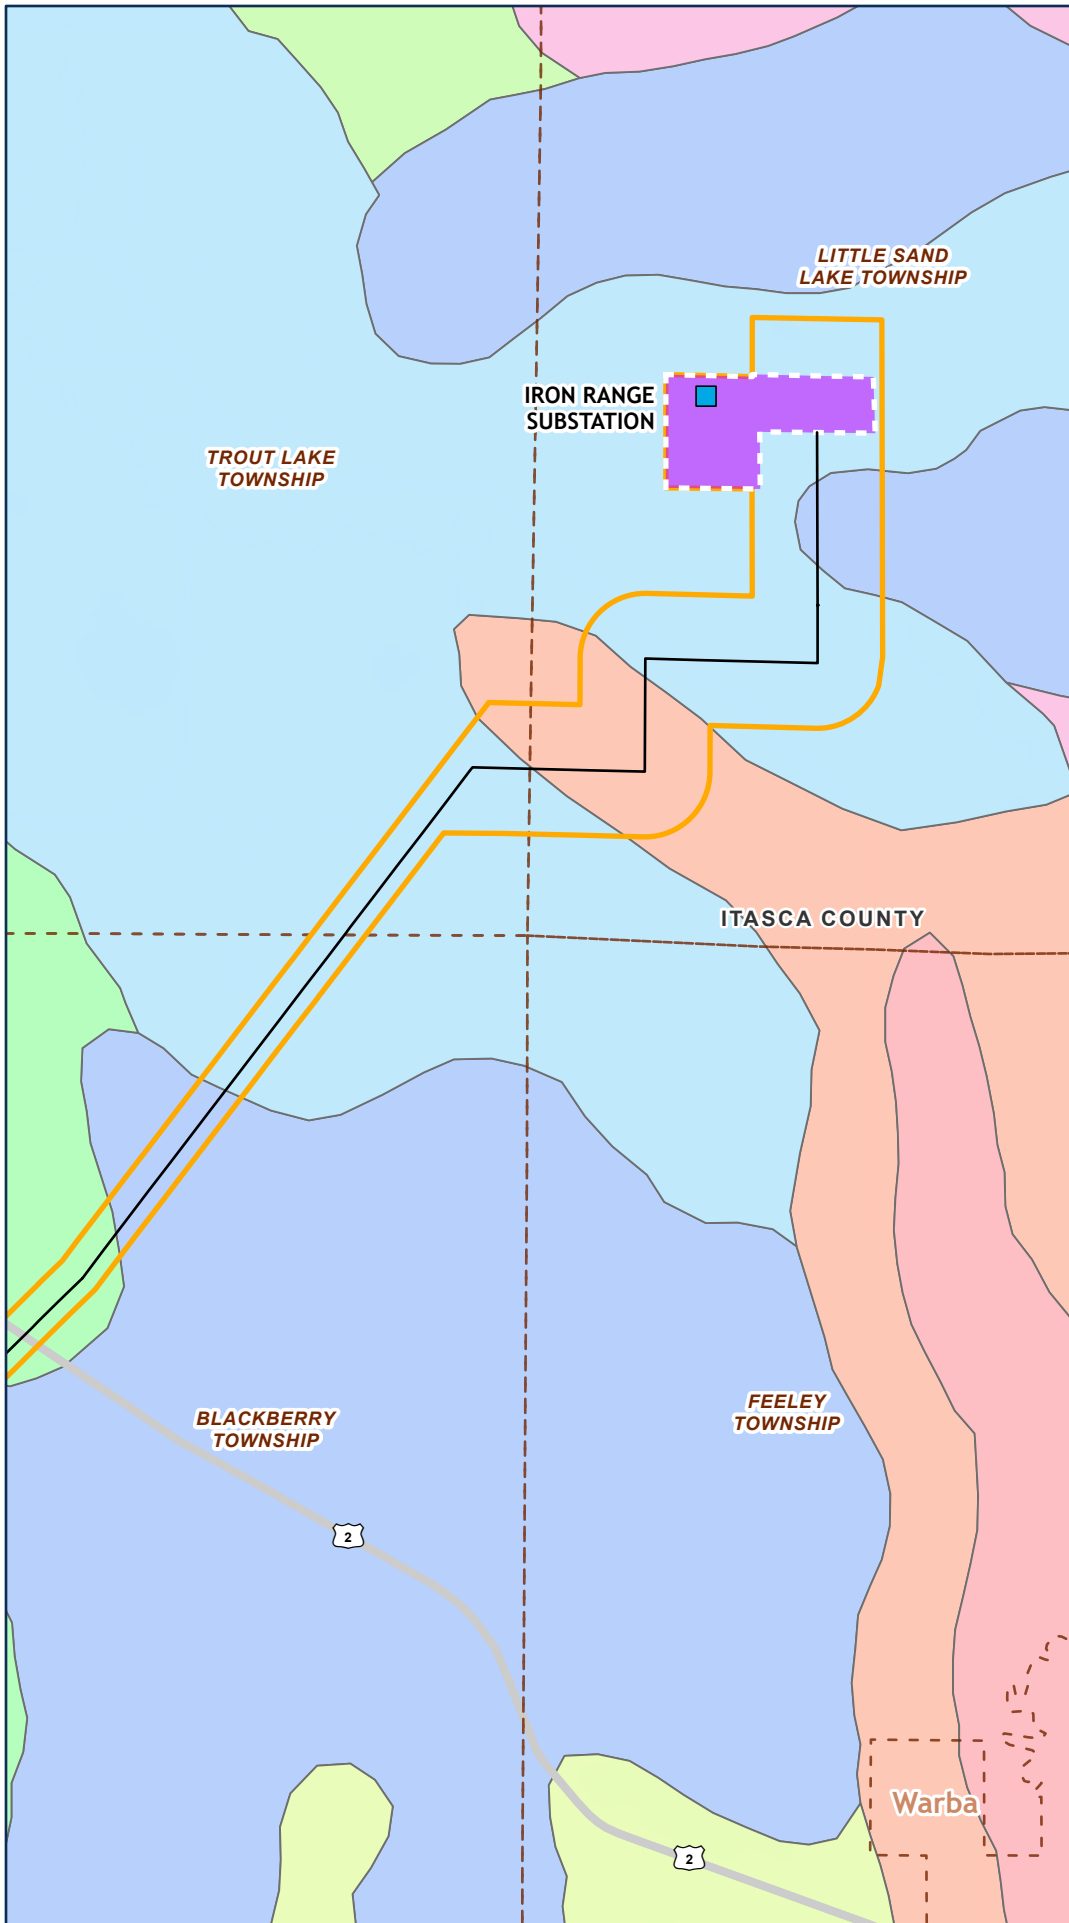 LITTLE SAND
LAKE TOWNSHIP
IRON RANGE
SUBSTATION
TROUT LAKE
TOWNSHIP
ITASCA COUNTY
BLACKBERRY
TOWNSHIP
FEELEY
TOWNSHIP
2
Warba
2